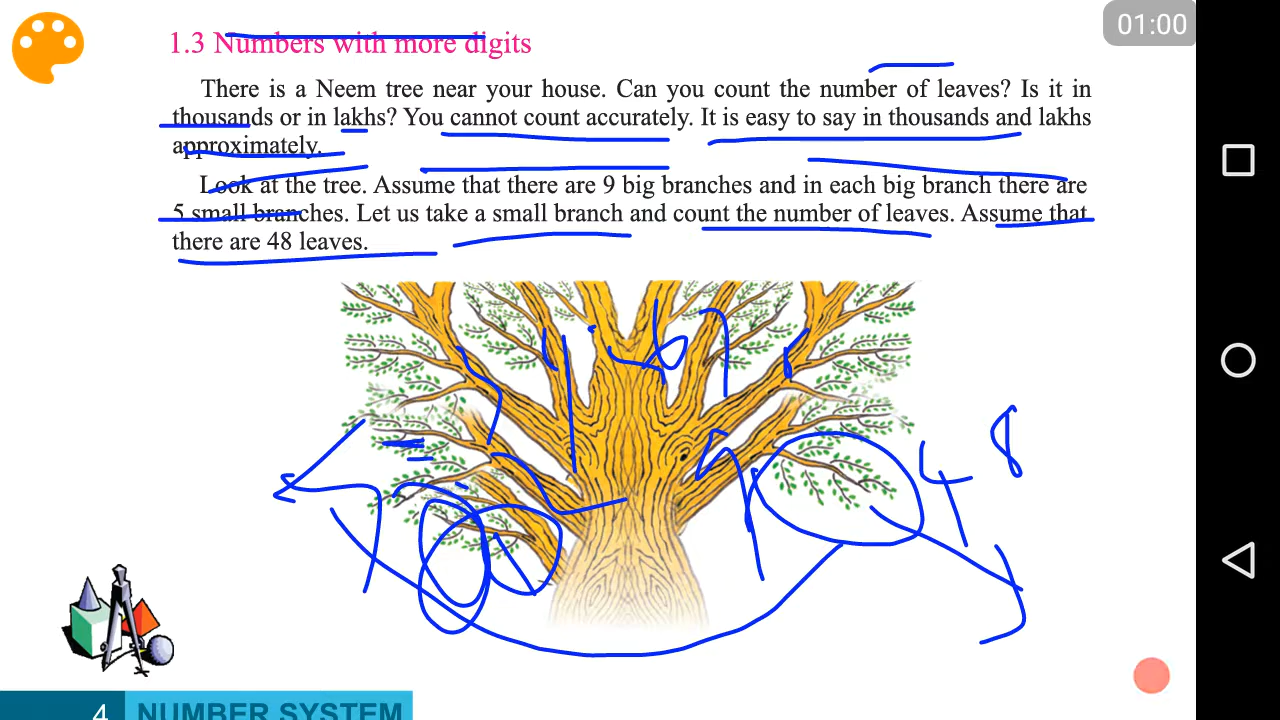 01:00
1.3 Numbers with more digits
There is a Neem tree near your house. Can you count the number of leaves? Is it in
thousands or in lakhs? You cannot count accurately. It is easy to say in thousands and lakhs
approximately.
Look at the tree. Assume that there are 9 big branches and in each big branch there are
5 small branches. Let us take a small branch and count the number of leaves. Assume that
there are 48 leaves.
6 7 8
48
4 NUMBER SYSTEM